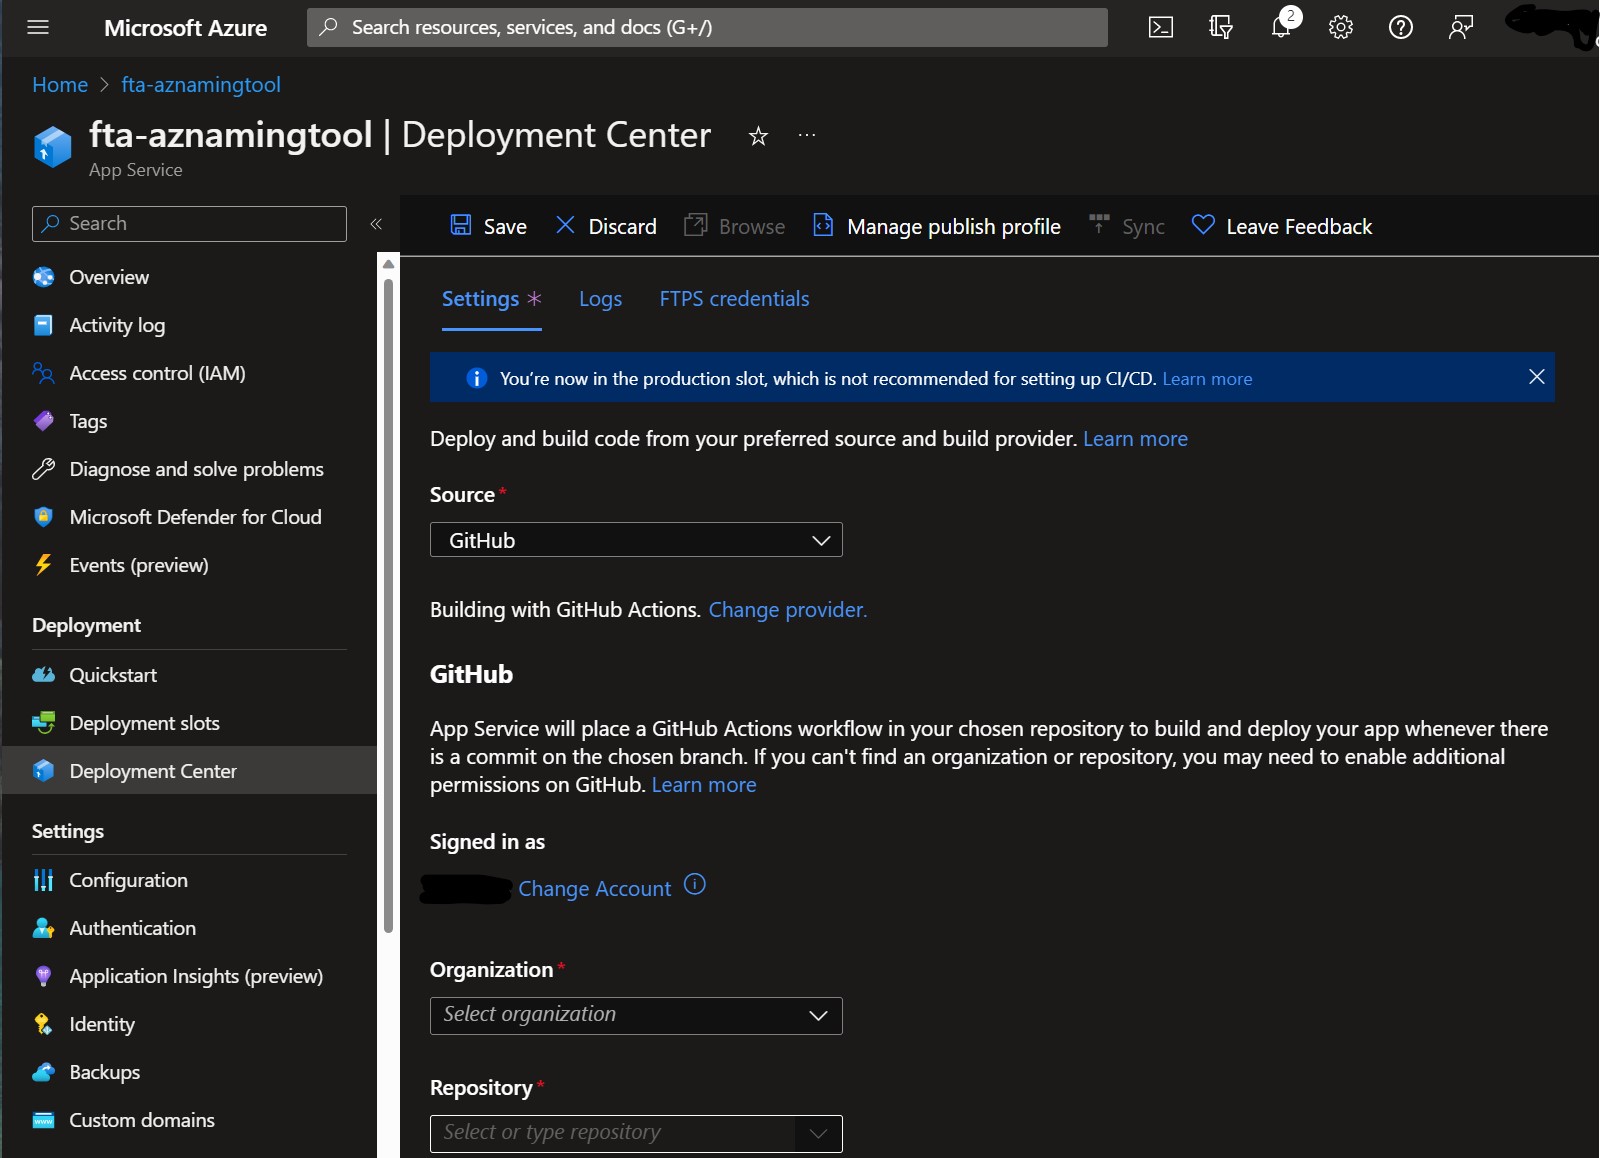 Microsoft Azure
Search resources, services, and docs (G+/)
2
Home > fta-aznamingtool
fta-aznamingtool | Deployment Center
...
App Service
Search
«
Save
Discard
Browse
Manage publish profile
Sync
Leave Feedback
Overview
Activity log
Access control (IAM)
Tags
Diagnose and solve problems
Microsoft Defender for Cloud
Events (preview)
Deployment
Quickstart
Deployment slots
Deployment Center
Settings
Configuration
Authentication
Application Insights (preview)
Identity
Backups
Custom domains
Settings *
Logs
FTPS credentials
You're now in the production slot, which is not recommended for setting up CI/CD. Learn more
Deploy and build code from your preferred source and build provider. Learn more
Source *
GitHub
Building with GitHub Actions. Change provider.
GitHub
App Service will place a GitHub Actions workflow in your chosen repository to build and deploy your app whenever there
is a commit on the chosen branch. If you can't find an organization or repository, you may need to enable additional
permissions on GitHub. Learn more
Signed in as
Change Account
Organization *
Select organization
Repository *
Select or type repository